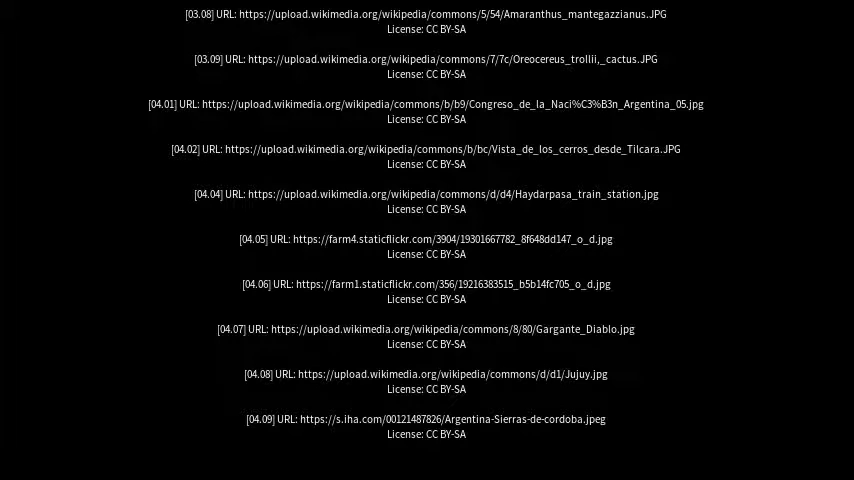 [03.08] URL: https://upload.wikimedia.org/wikipedia/commons/5/54/Amaranthus_mantegazzianus.JPG
License: CC BY-SA
[03.09] URL: https://upload.wikimedia.org/wikipedia/commons/7/7c/Oreocereus_trollii,_cactus.JPG
License: CC BY-SA
[04.01] URL: https://upload.wikimedia.org/wikipedia/commons/b/b9/Congreso_de_la_Naci%C3%B3n_Argentina_05.jpg
License: CC BY-SA
[04.02] URL: https://upload.wikimedia.org/wikipedia/commons/b/bc/Vista_de_los_cerros_desde_Tilcara.JPG
License: CC BY-SA
[04.04] URL: https://upload.wikimedia.org/wikipedia/commons/d/d4/Haydarpasa_train_station.jpg
License: CC BY-SA
[04.05] URL: https://farm4.staticflickr.com/3904/19301667782_8f648dd147_o_d.jpg
License: CC BY-SA
[04.06] URL: https://farm1.staticflickr.com/356/19216383515_b5b14fc705_o_d.jpg
License: CC BY-SA
[04.07] URL: https://upload.wikimedia.org/wikipedia/commons/8/80/Gargante_Diablo.jpg
License: CC BY-SA
[04.08] URL: https://upload.wikimedia.org/wikipedia/commons/d/d1/Jujuy.jpg
License: CC BY-SA
[04.09] URL: https://s.iha.com/00121487826/Argentina-Sierras-de-cordoba.jpeg
License: CC BY-SA